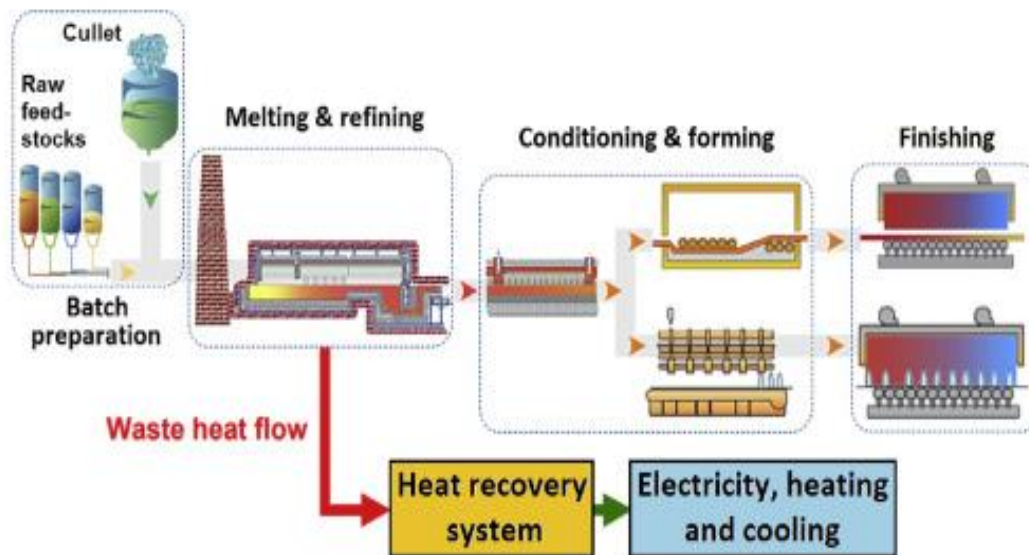 Cullet
Raw
feed-
stocks
Batch
preparation
Melting & refining
Conditioning & forming
Finishing
Waste heat flow
Heat recovery
system
Electricity, heating
and cooling